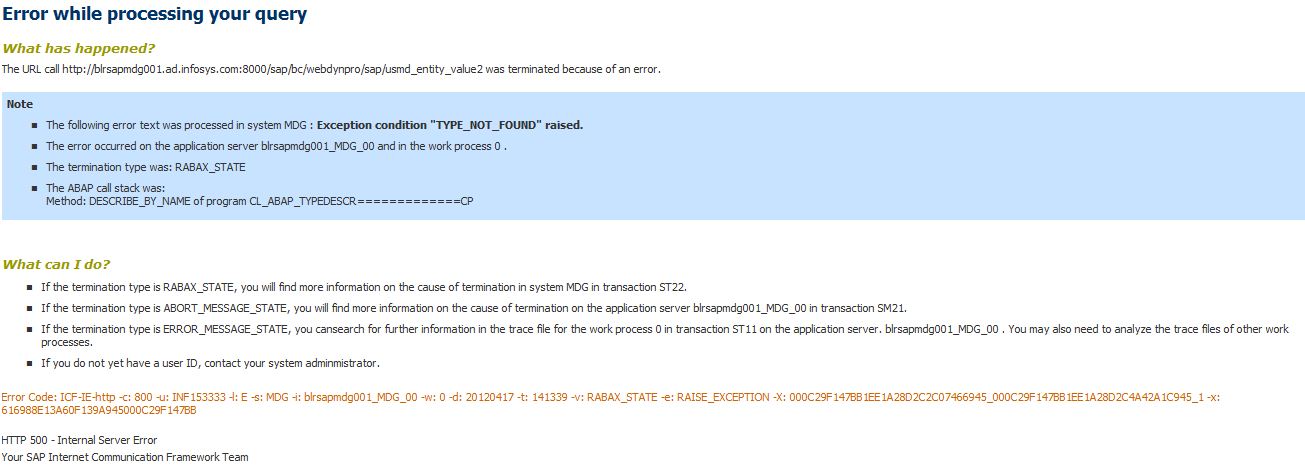 Error while processing your query
What has happened?
The URL call http://blrsapmdg001.ad.infosys.com:8000/sap/bc/webdynpro/sap/usmd_entity_value2 was terminated because of an error.
Note
The following error text was processed in system MDG : Exception condition "TYPE_NOT_FOUND" raised.
The error occurred on the application server blrsapmdg001_MDG_00 and in the work process 0 .
The termination type was: RABAX_STATE
The ABAP call stack was:
Method: DESCRIBE_BY_NAME of program CL_ABAP_TYPEDESCR=============CP
What can I do?
If the termination type is RABAX_STATE, you will find more information on the cause of termination in system MDG in transaction ST22.
If the termination type is ABORT_MESSAGE_STATE, you will find more information on the cause of termination on the application server blrsapmdg001_MDG_00 in transaction SM21.
If the termination type is ERROR_MESSAGE_STATE, you cansearch for further information in the trace file for the work process 0 in transaction ST11 on the application server. blrsapmdg001_MDG_00 . You may also need to analyze the trace files of other work
processes.
If you do not yet have a user ID, contact your system adminmistrator.
Error Code: ICF-IE-http -c: 800 -u: INF153333 -l: E -s: MDG -i: blrsapmdg001_MDG_00 -w: 0 -d: 20120417 -t: 141339 -v: RABAX_STATE -e: RAISE_EXCEPTION -X: 000C29F147BB1EE1A28D2C2C07466945_000C29F147BB1EE1A28D2C4A42A1C945_1 -x:
616988E13A60F139A945000C29F147BB
HTTP 500 - Internal Server Error
Your SAP Internet Communication Framework Team